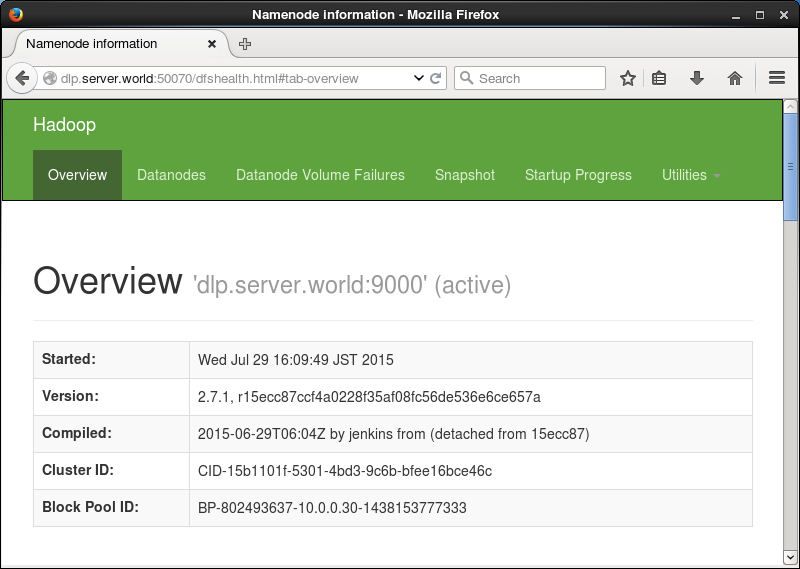 Namenode information - Mozilla Firefox
Namenode information
dlp.server.world:50070/dfshealth.html#tab-overview
Search
Hadoop
Overview Datanodes Datanode Volume Failures Snapshot Startup Progress Utilities
Overview 'dlp.server.world:9000' (active)
Started: Wed Jul 29 16:09:49 JST 2015
Version: 2.7.1, r15ecc87ccf4a0228f35af08fc56de536e6ce657a
Compiled: 2015-06-29T06:04Z by jenkins from (detached from 15ecc87)
Cluster ID: CID-15b1101f-5301-4bd3-9c6b-bfee16bce46c
Block Pool ID: BP-802493637-10.0.0.30-1438153777333